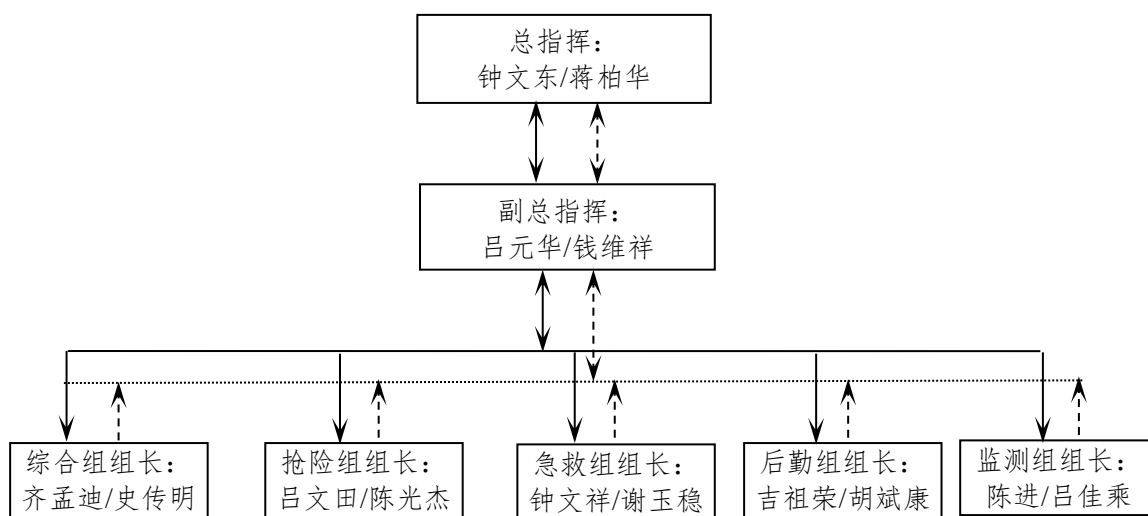 总指挥：
钟文东/蒋柏华
副总指挥：
吕元华/钱维祥
综合组组长：
齐孟迪/史传明
抢险组组长：
吕文田/陈光杰
急救组组长：
钟文祥/谢玉稳
后勤组组长：
吉祖荣/胡斌康
监测组组长：
陈进/吕佳乘